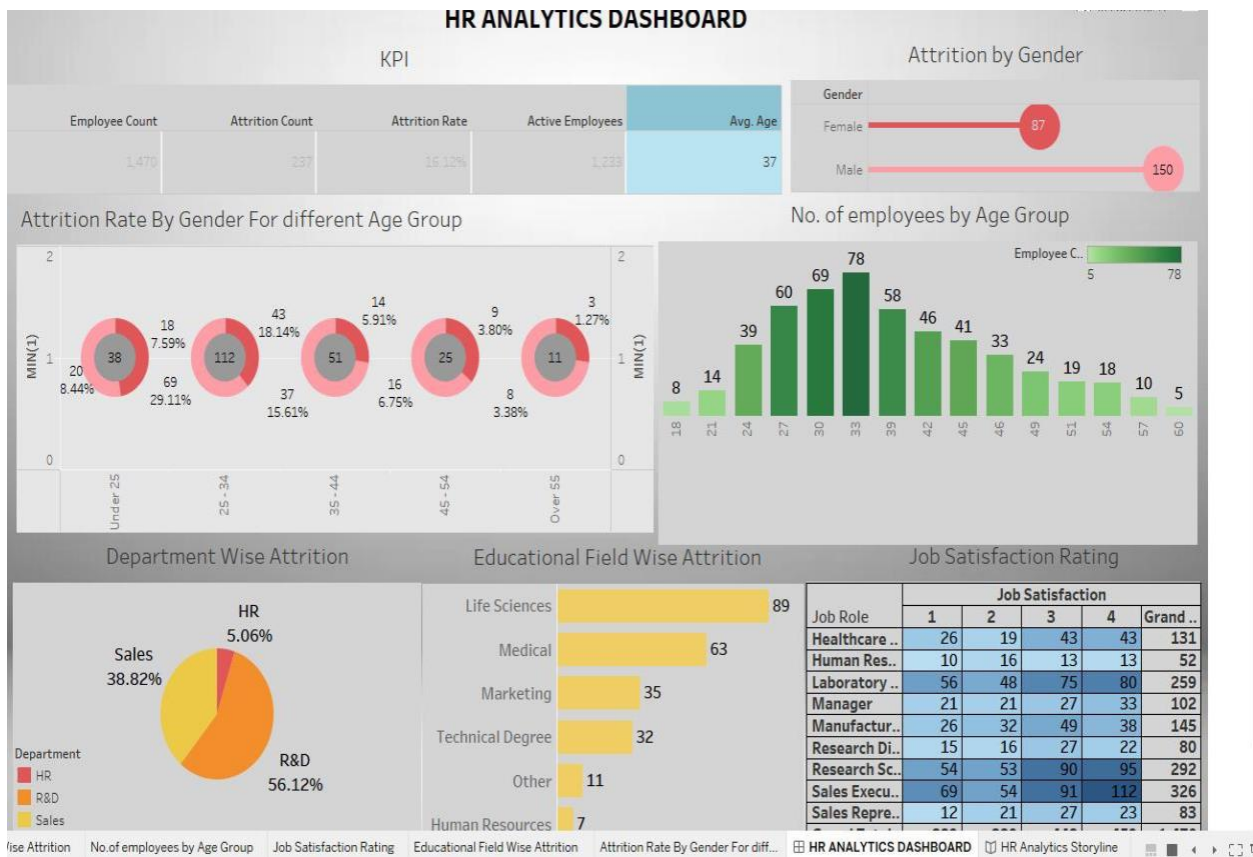 HR ANALYTICS DASHBOARD
KPI
Employee Count Attrition Count Attrition Rate Active Employees Avg. Age
1,470 237 16.12% 1,233 37
Attrition by Gender
Gender
Female 87
Male 150
Attrition Rate By Gender For different Age Group
MIN(1)
2
1
0
38
18
7.59%
20
8.44%
112
43
18.14%
69
29.11%
51
14
5.91%
37
15.61%
25
9
3.80%
16
6.75%
11
3
1.27%
8
3.38%
2
1
0
MIN(1)
Under 25
25 - 34
35 - 44
45 - 54
Over 55
No. of employees by Age Group
Employee C..
5 78
8 14 39 60 69 78 58 46 41 33 24 19 18 10 5
18 21 24 27 30 33 39 42 45 46 49 51 54 57 60
Department Wise Attrition
HR
5.06%
Sales
38.82%
R&D
56.12%
Department
HR
R&D
Sales
Educational Field Wise Attrition
Life Sciences 89
Medical 63
Marketing 35
Technical Degree 32
Other 11
Human Resources 7
Job Satisfaction Rating
Job Satisfaction
Job Role 1 2 3 4 Grand ..
Healthcare .. 26 19 43 43 131
Human Res.. 10 16 13 13 52
Laboratory .. 56 48 75 80 259
Manager 21 21 27 33 102
Manufactur.. 26 32 49 38 145
Research Di.. 15 16 27 22 80
Research Sc.. 54 53 90 95 292
Sales Execu.. 69 54 91 112 326
Sales Repre.. 12 21 27 23 83
Wise Attrition No.of employees by Age Group Job Satisfaction Rating Educational Field Wise Attrition Attrition Rate By Gender For diff... HR ANALYTICS DASHBOARD HR Analytics Storyline